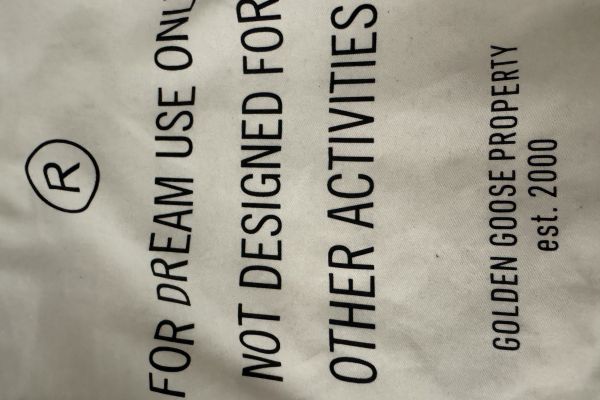 ®
FOR DREAM USE ONL
NOT DESIGNED FOR
OTHER ACTIVITIES
GOLDEN GOOSE PROPERTY
est. 2000